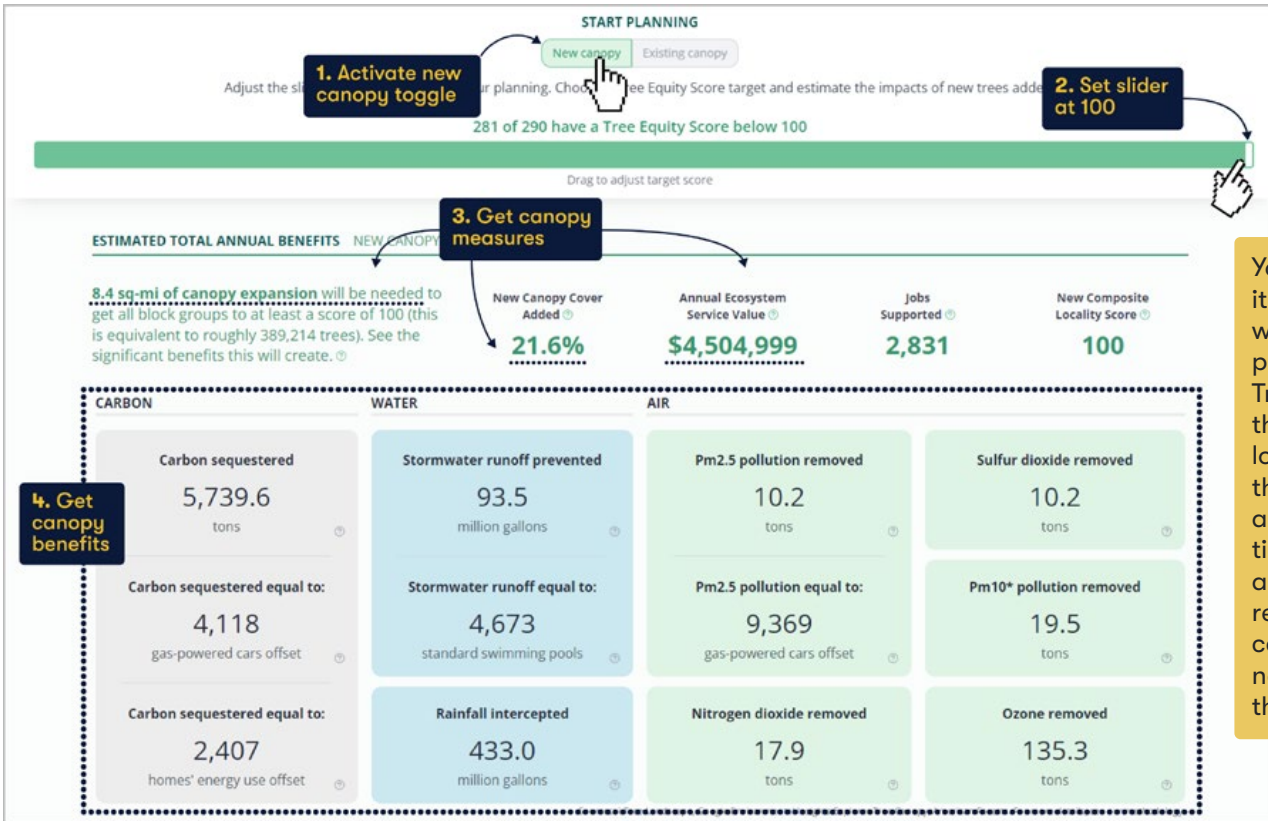 START PLANNING
New canopy
Existing canopy
1. Activate new
canopy toggle
Adjust the
planning.
ee Equity Score target and estimate the impacts of new trees
2. Set slider
at 100
281 of 290 have a Tree Equity Score below 100
Drag to adjust target score
3. Get canopy
measures
ESTIMATED TOTAL ANNUAL BENEFITS NEW CANOPY
8.4 sq-mi of canopy expansion will be needed to
get all block groups to at least a score of 100 (this
is equivalent to roughly 389,214 trees). See the
significant benefits this will create.
New Canopy Cover
Added
21.6%
Annual Ecosystem
Service Value
$4,504,999
Jobs
Supported
2,831
New Composite
Locality Score
100
4. Get
canopy
benefits
CARBON
Carbon sequestered
5,739.6
tons
Carbon sequestered equal to:
4,118
gas-powered cars offset
Carbon sequestered equal to:
2,407
homes' energy use offset
WATER
Stormwater runoff prevented
93.5
million gallons
Stormwater runoff equal to:
4,673
standard swimming pools
Rainfall intercepted
433.0
million gallons
AIR
Pm2.5 pollution removed
10.2
tons
Pm2.5 pollution equal to:
9,369
gas-powered cars offset
Nitrogen dioxide removed
17.9
tons
Sulfur dioxide removed
10.2
tons
Pm10* pollution removed
19.5
tons
Ozone removed
135.3
tons